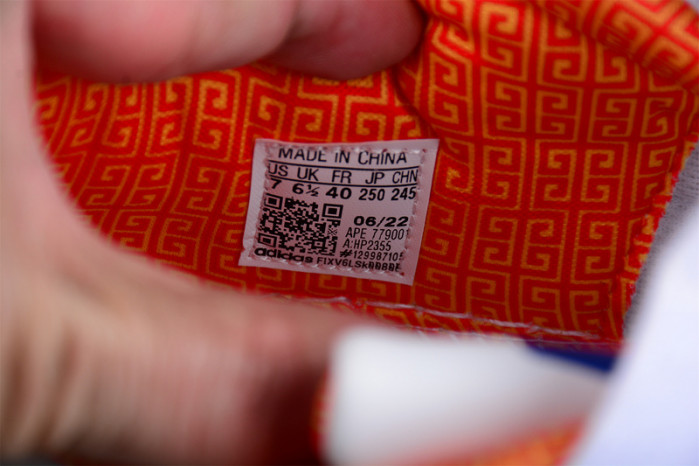 MADE IN CHINA
US UK FR JP CHN
7 6½ 40 250 245
06/22
APE 779001
A:HP2355
#129987105
adidas